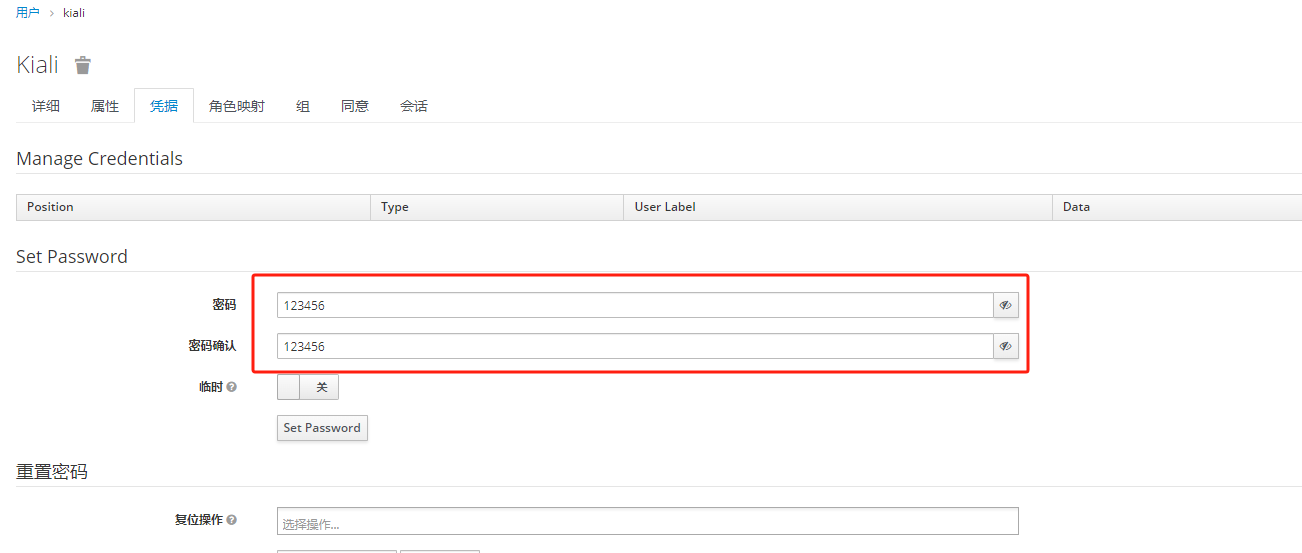 用户 › kiali
Kiali
详细 属性 凭据 角色映射 组 同意 会话
Manage Credentials
Position Type User Label Data
Set Password
密码 123456
密码确认 123456
临时 关
Set Password
重置密码
复位操作 选择操作...